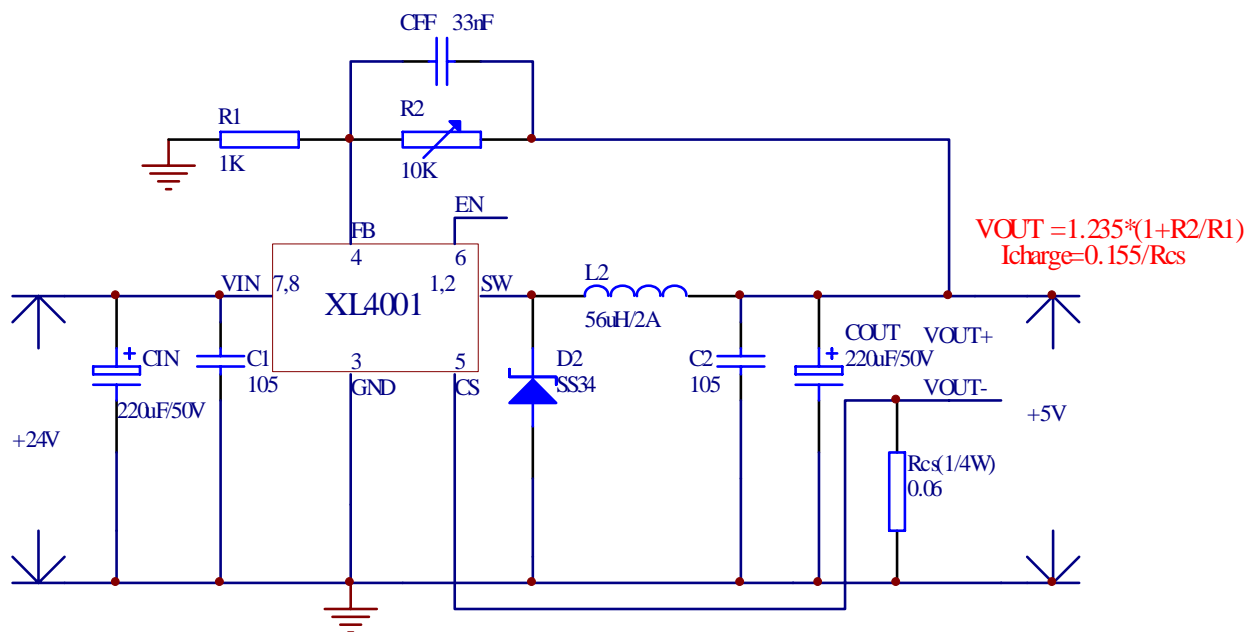 CFF 33nF
R1
R2
1K
10K
EN
FB
4
6
VOUT =1.235*(1+R2/R1)
Icharge=0.155/Rcs
VIN 7,8
1,2 SW
L2
XL4001
56uH/2A
CIN
C1
105
3
5
GND
CS
D2
SS34
C2
105
COUT
220uF/50V
VOUT+
VOUT-
220uF/50V
+24V
+5V
Rcs(1/4W)
0.06